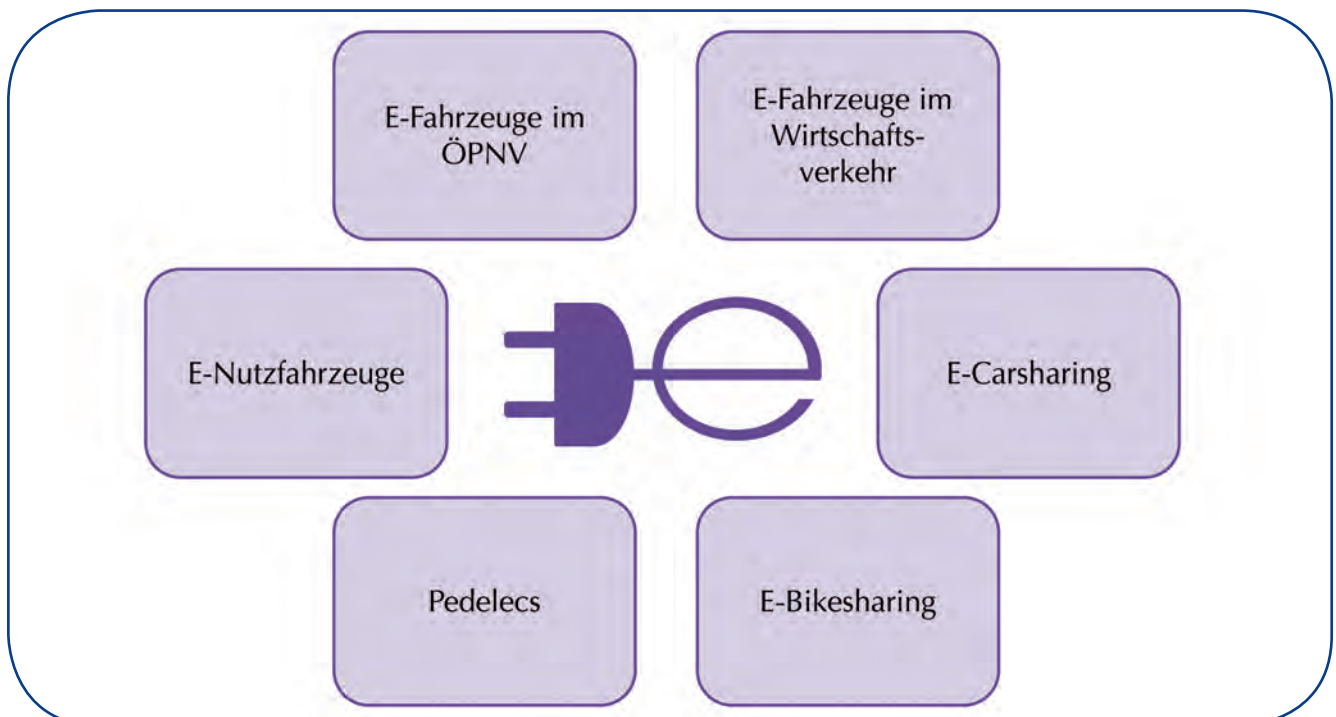 E-Fahrzeuge im
ÖPNV
E-Fahrzeuge im
Wirtschafts-
verkehr
E-Nutzfahrzeuge
E-Carsharing
Pedelecs
E-Bikesharing